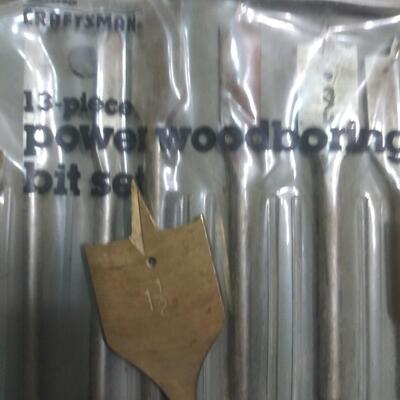 CRAFTSMAN
13-piece
power woodboring
bit set
1 1/2